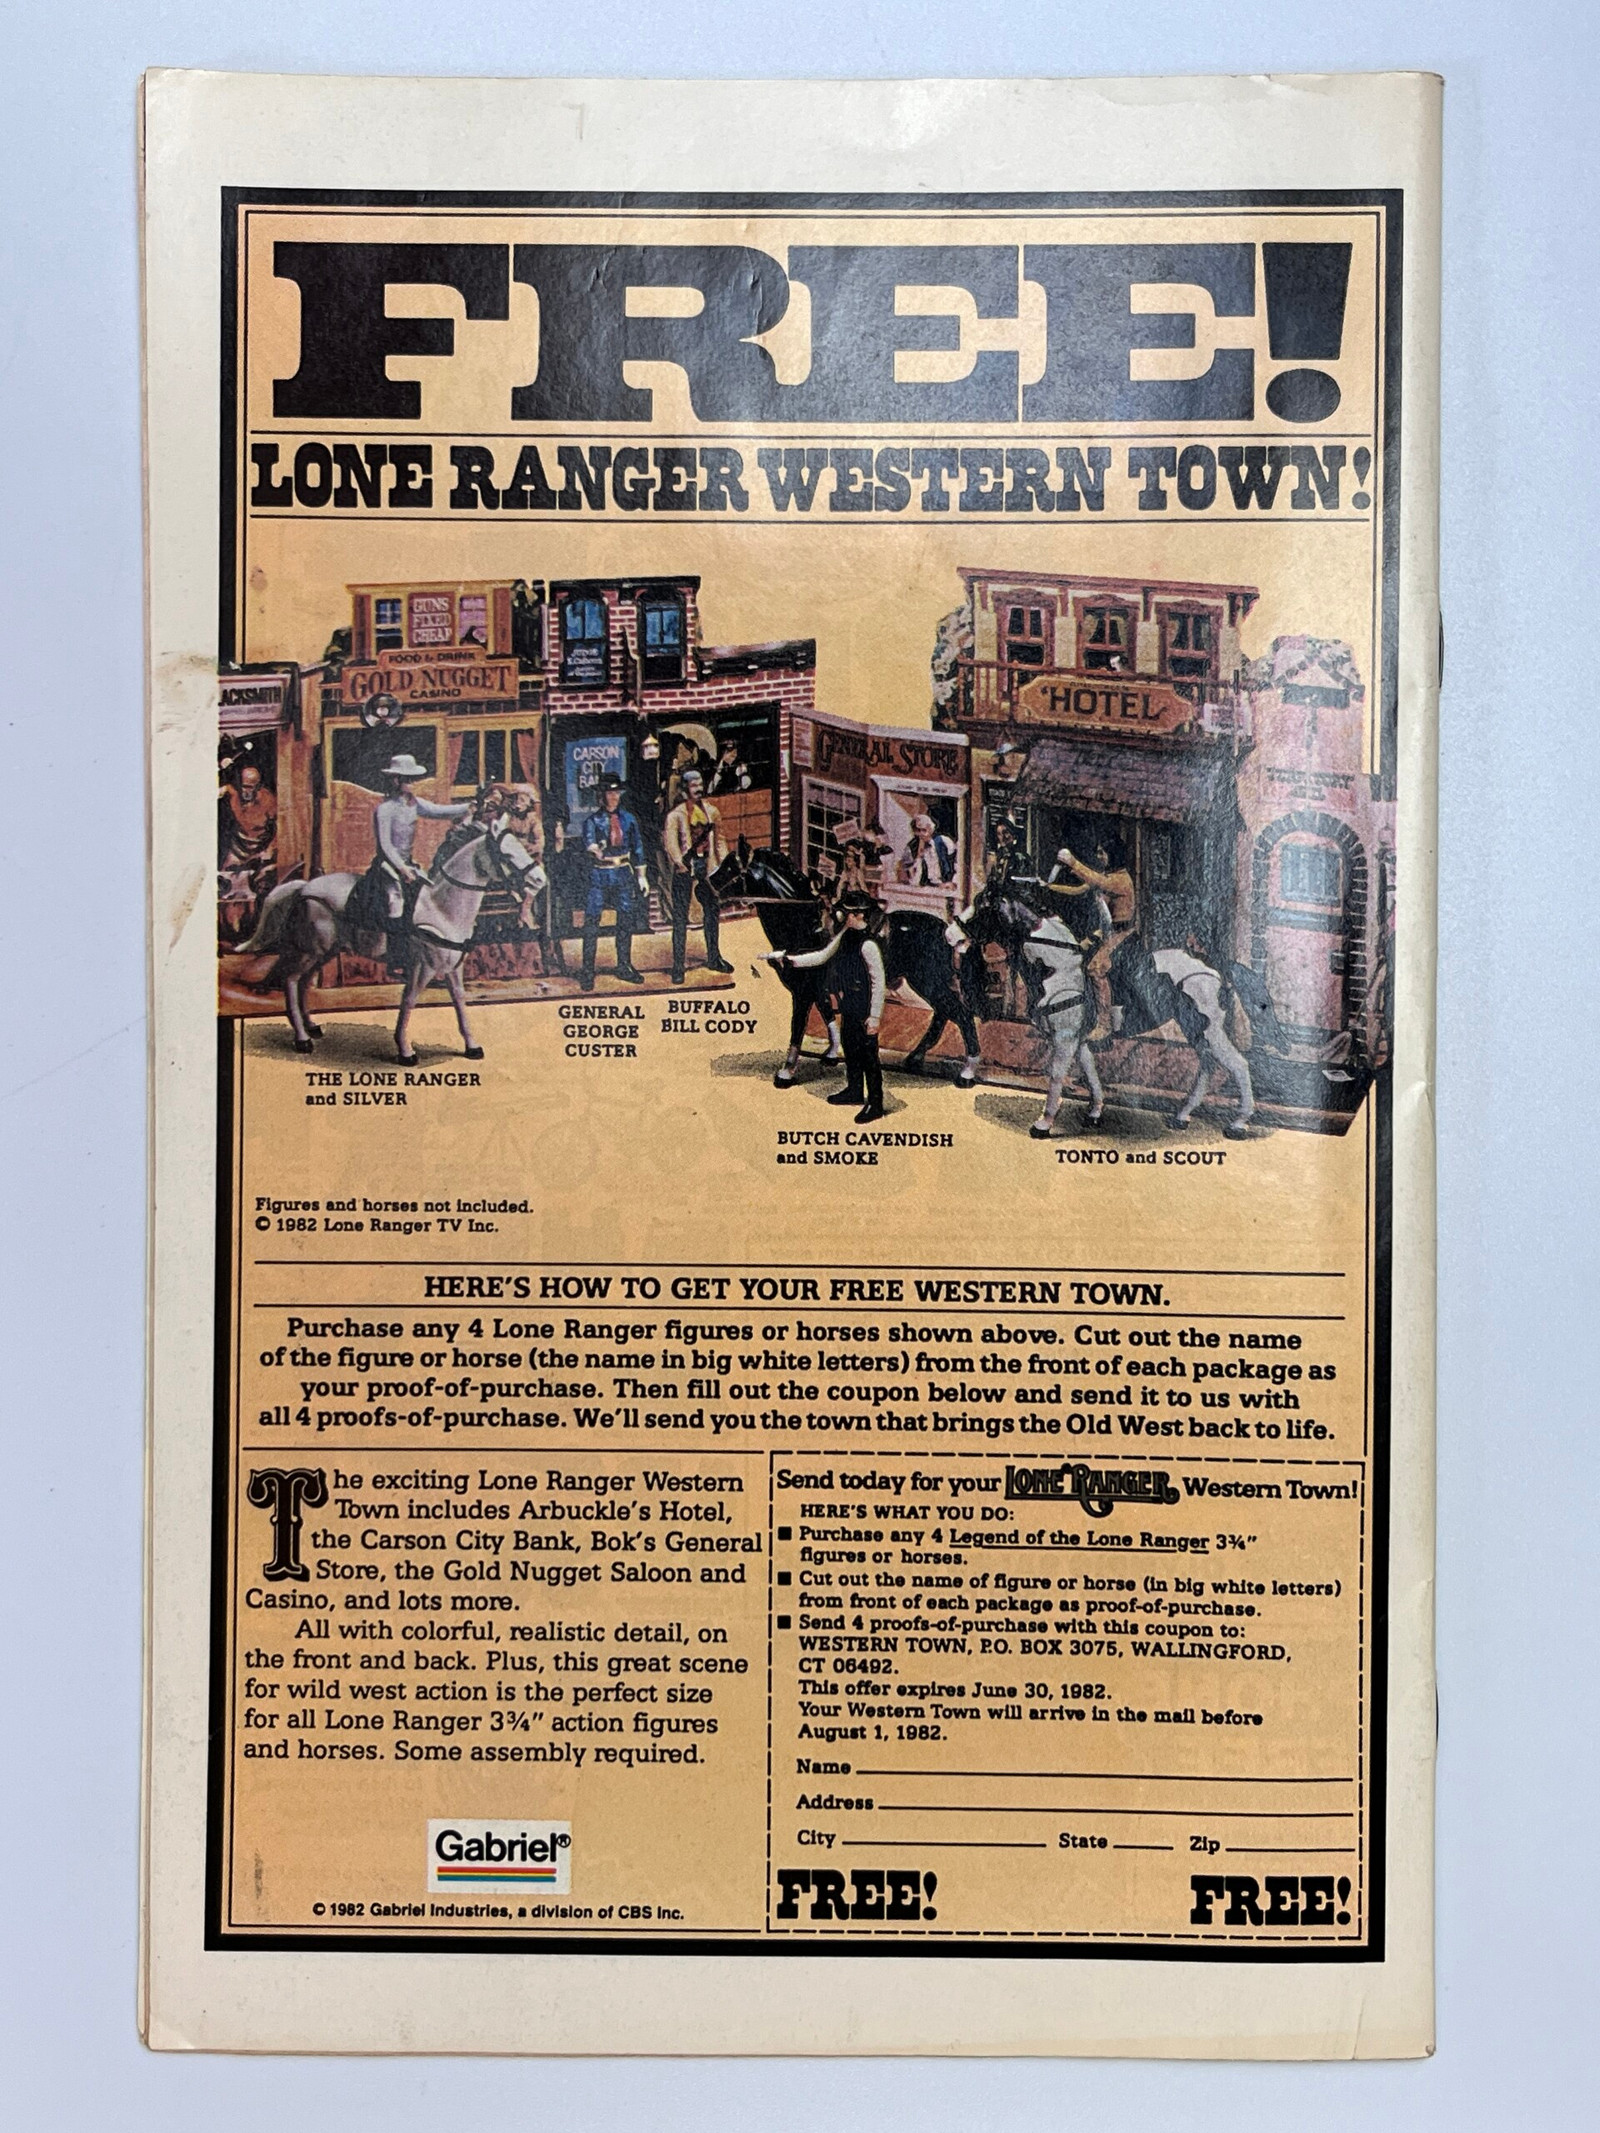 FREE!
LONE RANGER WESTERN TOWN!
GUNS
FIXED
CHEAP
FOOD & DRINK
GOLD NUGGET
CASINO
ACKSMITH
CARSON
CITY
BA
GENERAL STORE
HOTEL
GENERAL
GEORGE
CUSTER
BUFFALO
BILL CODY
THE LONE RANGER
and SILVER
BUTCH CAVENDISH
and SMOKE
TONTO and SCOUT
Figures and horses not included.
© 1982 Lone Ranger TV Inc.
HERE'S HOW TO GET YOUR FREE WESTERN TOWN.
Purchase any 4 Lone Ranger figures or horses shown above. Cut out the name
of the figure or horse (the name in big white letters) from the front of each package as
your proof-of-purchase. Then fill out the coupon below and send it to us with
all 4 proofs-of-purchase. We'll send you the town that brings the Old West back to life.
The exciting Lone Ranger Western
Town includes Arbuckle's Hotel,
the Carson City Bank, Bok's General
Store, the Gold Nugget Saloon and
Casino, and lots more.
All with colorful, realistic detail, on
the front and back. Plus, this great scene
for wild west action is the perfect size
for all Lone Ranger 3¾" action figures
and horses. Some assembly required.
Gabriel®
© 1982 Gabriel Industries, a division of CBS Inc.
Send today for your LONE RANGER Western Town!
HERE'S WHAT YOU DO:
■ Purchase any 4 Legend of the Lone Ranger 3¾"
figures or horses.
■ Cut out the name of figure or horse (in big white letters)
from front of each package as proof-of-purchase.
■ Send 4 proofs-of-purchase with this coupon to:
WESTERN TOWN, P.O. BOX 3075, WALLINGFORD,
CT 06492.
This offer expires June 30, 1982.
Your Western Town will arrive in the mail before
August 1, 1982.
Name
Address
City State Zip
FREE! FREE!